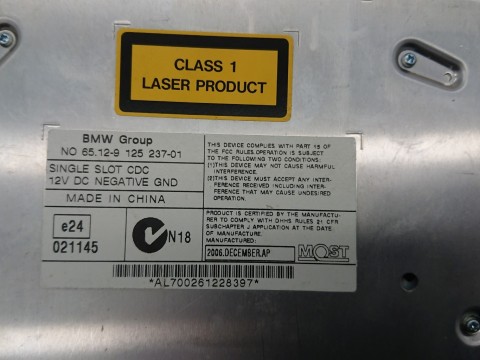 CLASS 1
LASER PRODUCT
BMW Group
NO 65.12-9 125 237-01
SINGLE SLOT CDC
12V DC NEGATIVE GND
MADE IN CHINA
e24
021145
N18
THIS DEVICE COMPLIES WITH PART 15 OF
THE FCC RULES. OPERATION IS SUBJECT
TO THE FOLLOWING TWO CONDITIONS:
(1)THIS DEVICE MAY NOT CAUSE HARMFUL
INTERFERENCE.
(2)THIS DEVICE MUST ACCEPT ANY INTER-
FERENCE RECEIVED INCLUDING INTER-
FERENCE THAT MAY CAUSE UNDESIRED
OPERATION.
PRODUCT IS CERTIFIED BY THE MANUFAC-
TURER TO COMPLY WITH DHHS RULES 21 CFR
SUBCHAPTER J APPLICATION AT THE DATE OF
MANUFACTURE.
MANUFACTURED:
2006.DECEMBER.AP
MOST
*AL700261228397*